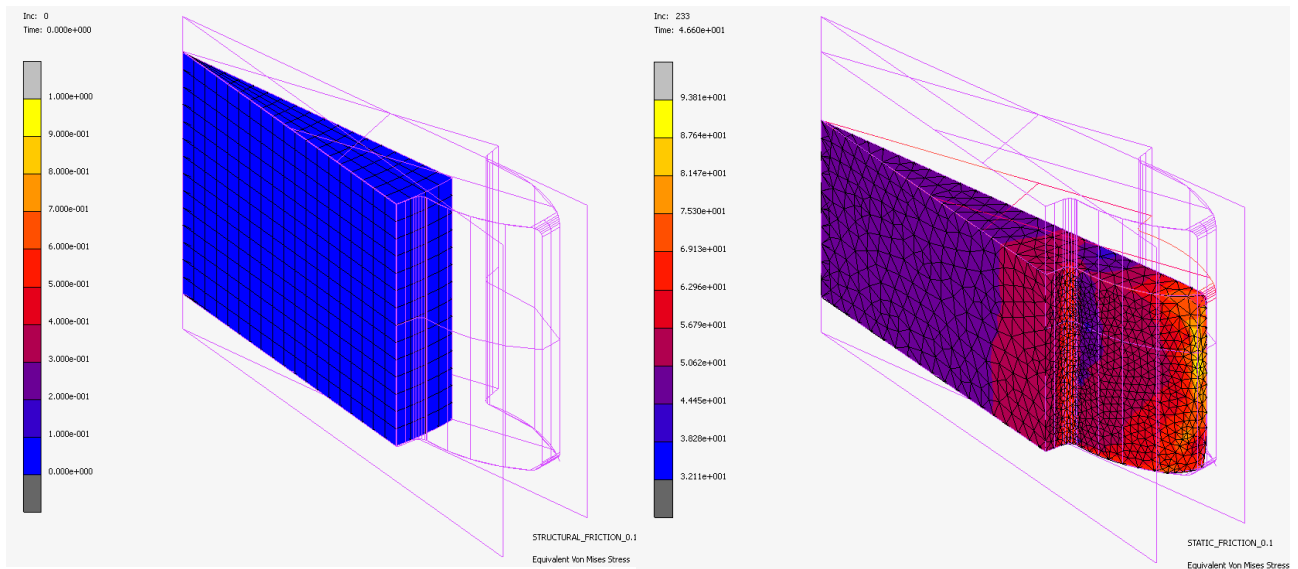 Inc: 0
Time: 0.000e+000
1.000e+000
9.000e-001
8.000e-001
7.000e-001
6.000e-001
5.000e-001
4.000e-001
3.000e-001
2.000e-001
1.000e-001
0.000e+000
STRUCTURAL_FRICTION_0.1
Equivalent Von Mises Stress
Inc: 233
Time: 4.660e+001
9.381e+001
8.764e+001
8.147e+001
7.530e+001
6.913e+001
6.296e+001
5.679e+001
5.062e+001
4.445e+001
3.828e+001
3.211e+001
STATIC_FRICTION_0.1
Equivalent Von Mises Stress